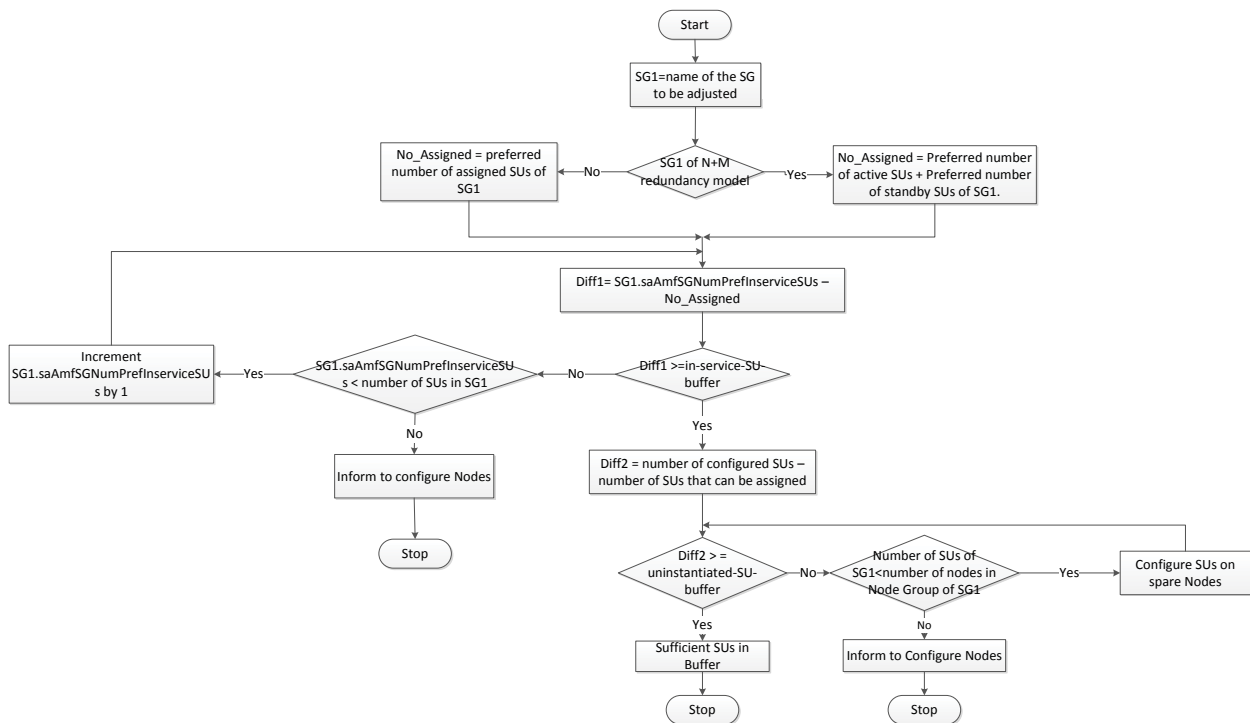 Start
SG1=name of the SG
to be adjusted
No_Assigned = preferred
number of assigned SUs of
SG1
No
SG1 of N+M
redundancy model
Yes
No_Assigned = Preferred number
of active SUs + Preferred number
of standby SUs of SG1.
Diff1= SG1.saAmfSGNumPrefInserviceSUs –
No_Assigned
Increment
SG1.saAmfSGNumPrefInserviceSU
s by 1
Yes
SG1.saAmfSGNumPrefInserviceSU
s < number of SUs in SG1
No
Diff1 >=in-service-SU-
buffer
No
Yes
Inform to configure Nodes
Diff2 = number of configured SUs –
number of SUs that can be assigned
Stop
Diff2 > =
uninstantiated-SU-
buffer
No
Number of SUs of
SG1<number of nodes in
Node Group of SG1
Yes
Configure SUs on
spare Nodes
Yes
No
Sufficient SUs in
Buffer
Inform to Configure Nodes
Stop
Stop